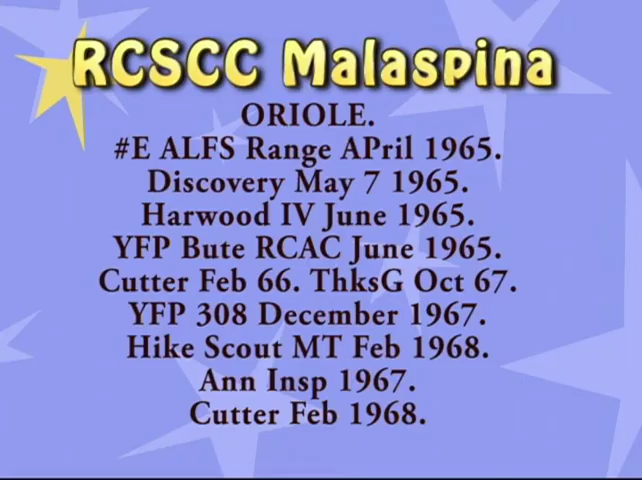 RCSCC Malaspina
ORIOLE.
#E ALFS Range APril 1965.
Discovery May 7 1965.
Harwood IV June 1965.
YFP Bute RCAC June 1965.
Cutter Feb 66. ThksG Oct 67.
YFP 308 December 1967.
Hike Scout MT Feb 1968.
Ann Insp 1967.
Cutter Feb 1968.